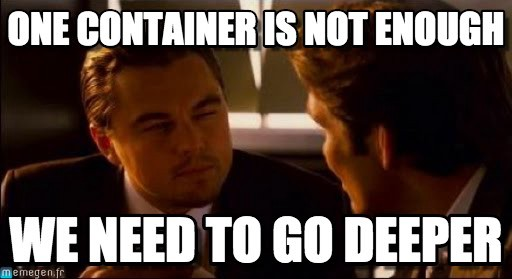 ONE CONTAINER IS NOT ENOUGH
WE NEED TO GO DEEPER
memegen.fr